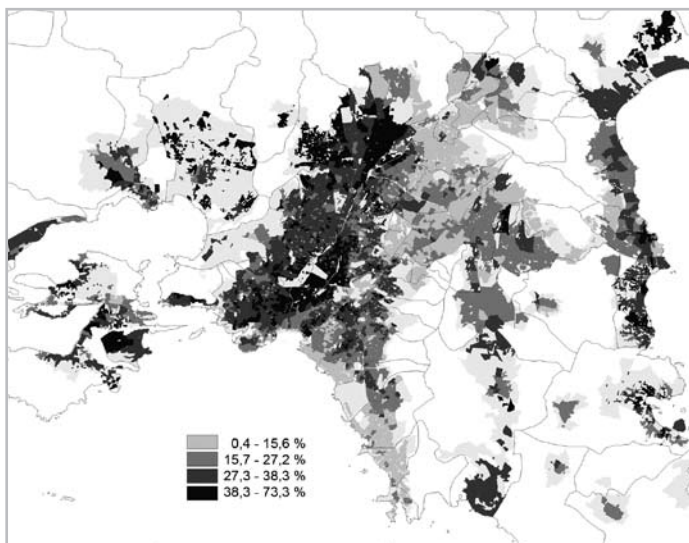 0,4 - 15,6 %
15,7 - 27,2 %
27,3 - 38,3 %
38,3 - 73,3 %